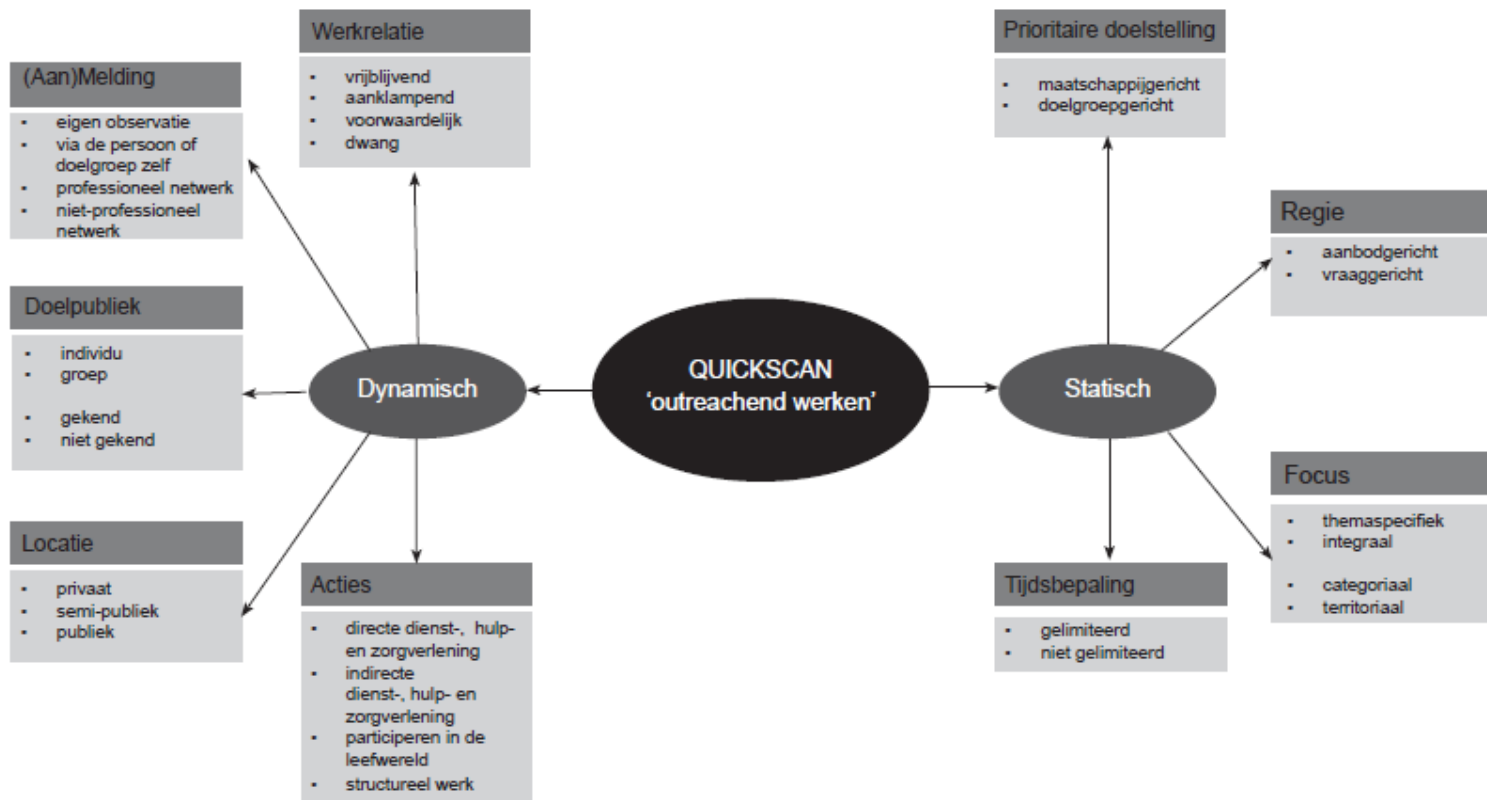 Werkrelatie
vrijblijvend
aanklampend
voorwaardelijk
dwang
(Aan)Melding
eigen observatie
via de persoon of
doelgroep zelf
professioneel netwerk
niet-professioneel
netwerk
Doelpubliek
individu
groep
gekend
niet gekend
Locatie
privaat
semi-publiek
publiek
Acties
directe dienst-, hulp-
en zorgverlening
indirecte
dienst-, hulp- en
zorgverlening
participeren in de
leefwereld
structureel werk
Dynamisch
QUICKSCAN
‘outreachend werken’
Statisch
Prioritaire doelstelling
maatschappijgericht
doelgroepgericht
Regie
aanbodgericht
vraaggericht
Focus
themaspecifiek
integraal
categoriaal
territoriaal
Tijdsbepaling
gelimiteerd
niet gelimiteerd